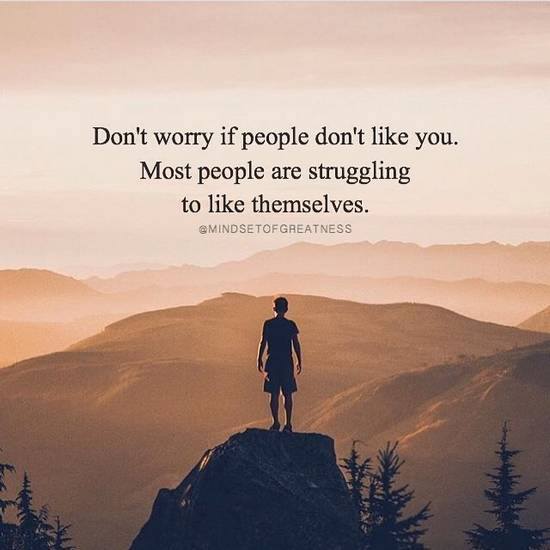 Don't worry if people don't like you.
Most people are struggling
to like themselves.
@MINDSETOFGREATNESS